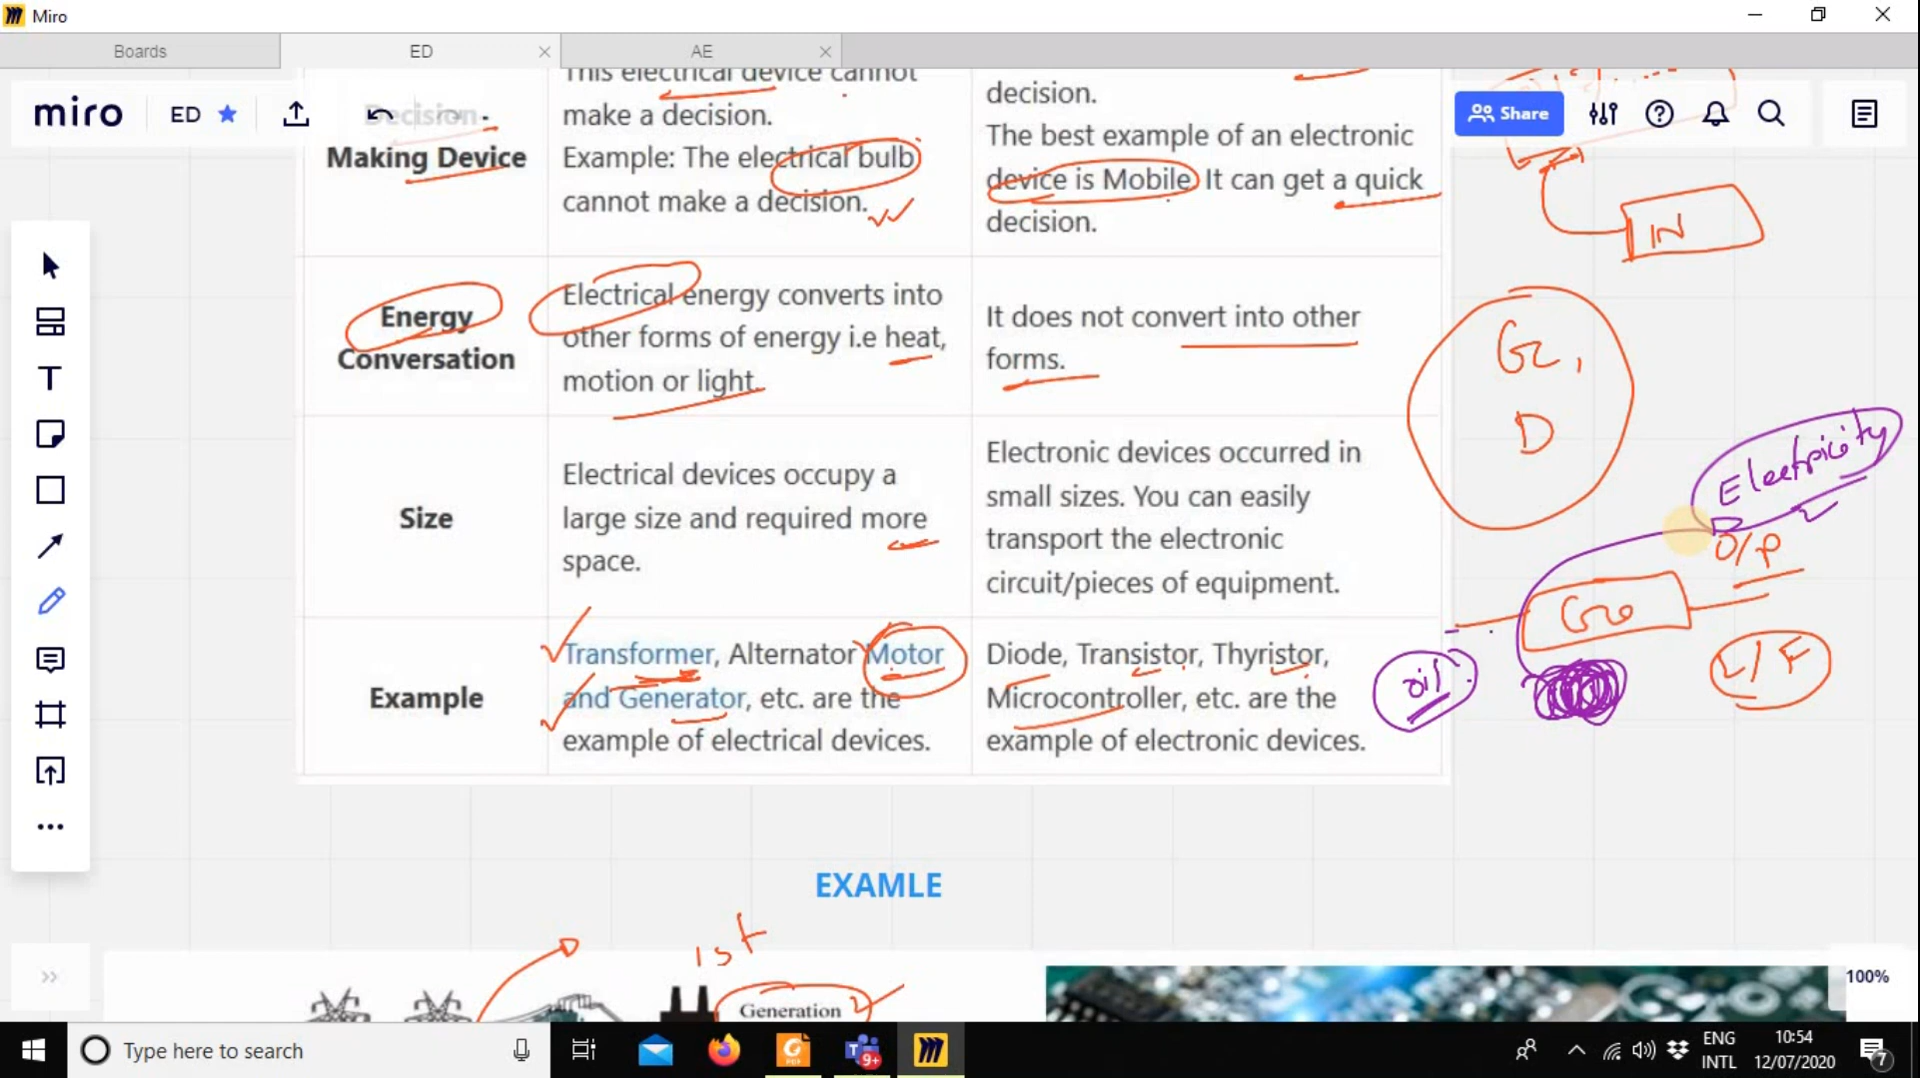 Miro
Boards
ED
AE
miro
ED
Share
Decision-
Making Device
This electrical device cannot
make a decision.
Example: The electrical bulb
cannot make a decision.
decision.
The best example of an electronic
device is Mobile. It can get a quick
decision.
IN
Energy
Conversation
Electrical energy converts into
other forms of energy i.e heat,
motion or light.
It does not convert into other
forms.
D
Electricity
Size
Electrical devices occupy a
large size and required more
space.
Electronic devices occurred in
small sizes. You can easily
transport the electronic
circuit/pieces of equipment.
O/P
L/F
oil
Example
Transformer, Alternator Motor
and Generator, etc. are the
example of electrical devices.
Diode, Transistor, Thyristor,
Microcontroller, etc. are the
example of electronic devices.
EXAMLE
1st
Generation
100%
Type here to search
9+
ENG
INTL
10:54
12/07/2020
7